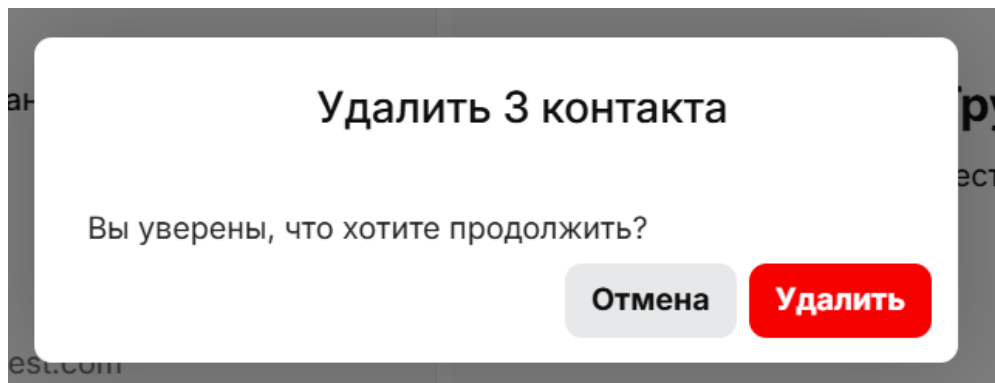 Удалить 3 контакта
Вы уверены, что хотите продолжить?
Отмена
Удалить
est.com